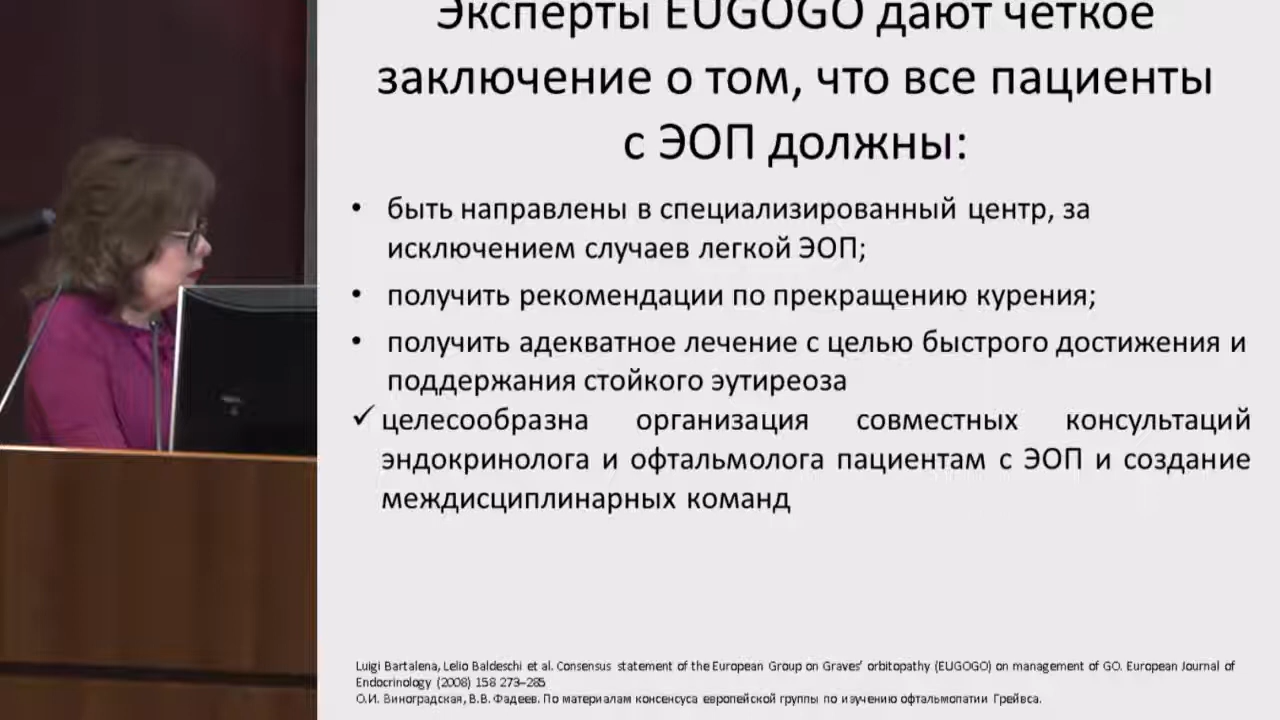 Эксперты EUGOGO дают четкое
заключение о том, что все пациенты
с ЭОП должны:
• быть направлены в специализированный центр, за
исключением случаев легкой ЭОП;
• получить рекомендации по прекращению курения;
• получить адекватное лечение с целью быстрого достижения и
поддержания стойкого эутиреоза
✓ целесообразна организация совместных консультаций
эндокринолога и офтальмолога пациентам с ЭОП и создание
междисциплинарных команд
Luigi Bartalena, Lelio Baldeschi et al. Consensus statement of the European Group on Graves’ orbitopathy (EUGOGO) on management of GO. European Journal of
Endocrinology (2008) 158 273–285
О.И. Виноградская, В.В. Фадеев. По материалам консенсуса европейской группы по изучению офтальмопатии Грейвса.